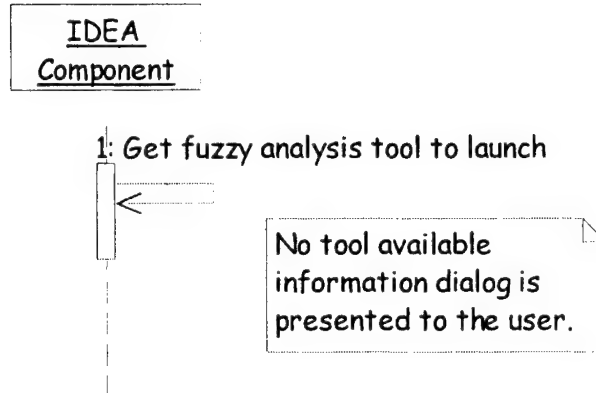 IDEA
Component
1: Get fuzzy analysis tool to launch
No tool available
information dialog is
presented to the user.